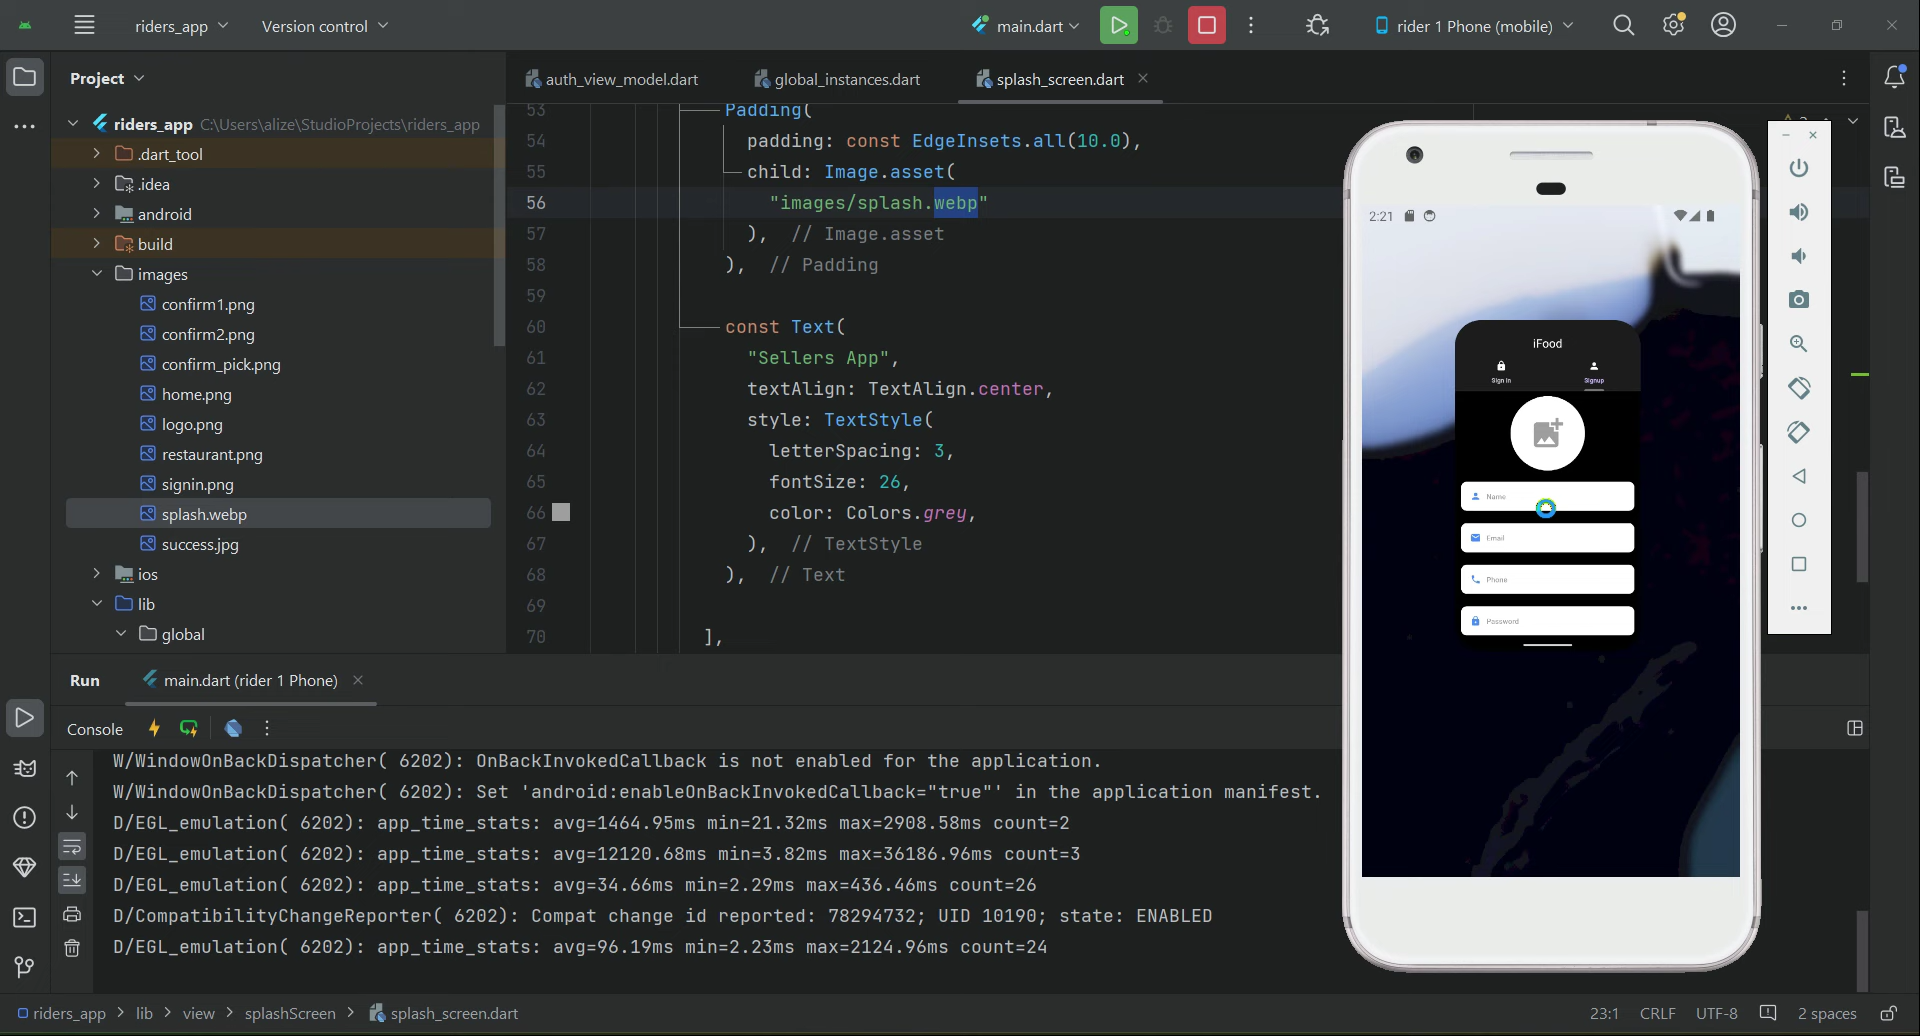 riders_app
Version control
main.dart
rider 1 Phone (mobile)
Project
auth_view_model.dart
global_instances.dart
splash_screen.dart
riders_app C:\Users\alize\StudioProjects\riders_app
.dart_tool
.idea
android
build
images
confirm1.png
confirm2.png
confirm_pick.png
home.png
logo.png
restaurant.png
signin.png
splash.webp
success.jpg
ios
lib
global
53 Padding(
54 padding: const EdgeInsets.all(10.0),
55 child: Image.asset(
56 "images/splash.webp"
57 ), // Image.asset
58 ), // Padding
59
60 const Text(
61 "Sellers App",
62 textAlign: TextAlign.center,
63 style: TextStyle(
64 letterSpacing: 3,
65 fontSize: 26,
66 color: Colors.grey,
67 ), // TextStyle
68 ), // Text
69
70 ],
2:21
iFood
Sign In
Signup
Name
Email
Phone
Password
Run
main.dart (rider 1 Phone)
Console
W/WindowOnBackDispatcher( 6202): OnBackInvokedCallback is not enabled for the application.
W/WindowOnBackDispatcher( 6202): Set 'android:enableOnBackInvokedCallback="true"' in the application manifest.
D/EGL_emulation( 6202): app_time_stats: avg=1464.95ms min=21.32ms max=2908.58ms count=2
D/EGL_emulation( 6202): app_time_stats: avg=12120.68ms min=3.82ms max=36186.96ms count=3
D/EGL_emulation( 6202): app_time_stats: avg=34.66ms min=2.29ms max=436.46ms count=26
D/CompatibilityChangeReporter( 6202): Compat change id reported: 78294732; UID 10190; state: ENABLED
D/EGL_emulation( 6202): app_time_stats: avg=96.19ms min=2.23ms max=2124.96ms count=24
riders_app > lib > view > splashScreen > splash_screen.dart
23:1
CRLF
UTF-8
2 spaces